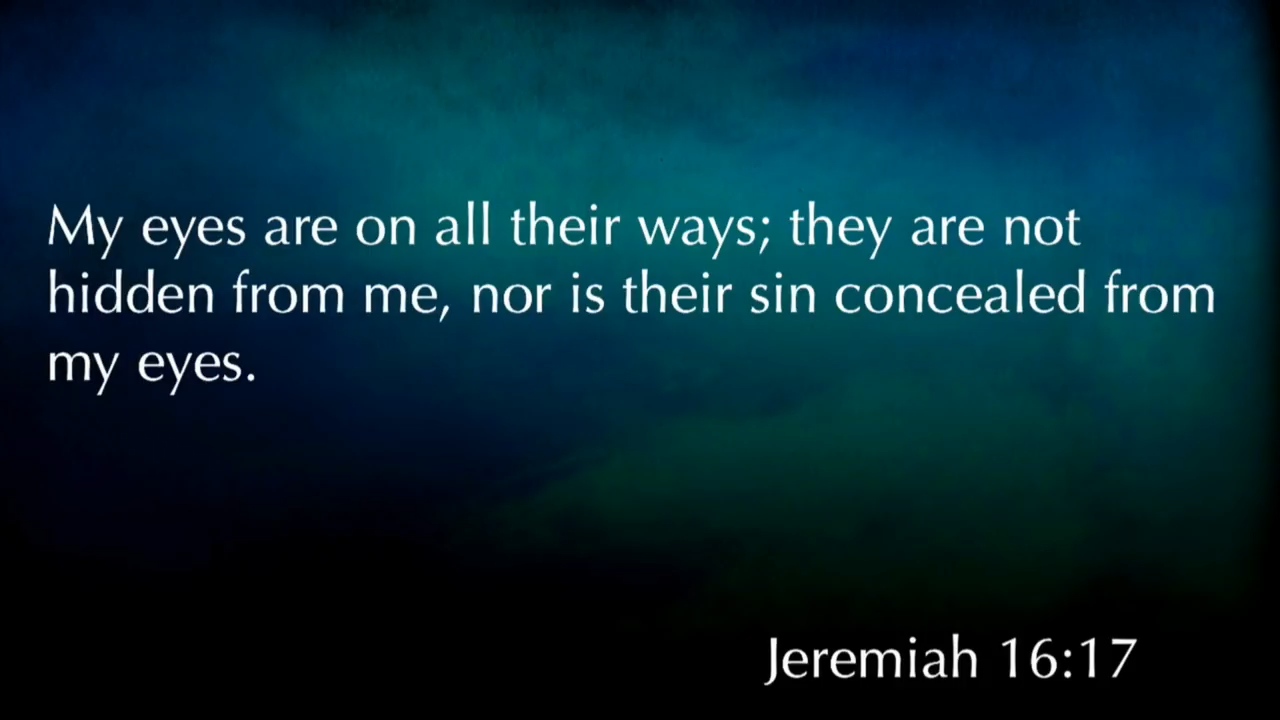 My eyes are on all their ways; they are not
hidden from me, nor is their sin concealed from
my eyes.
Jeremiah 16:17